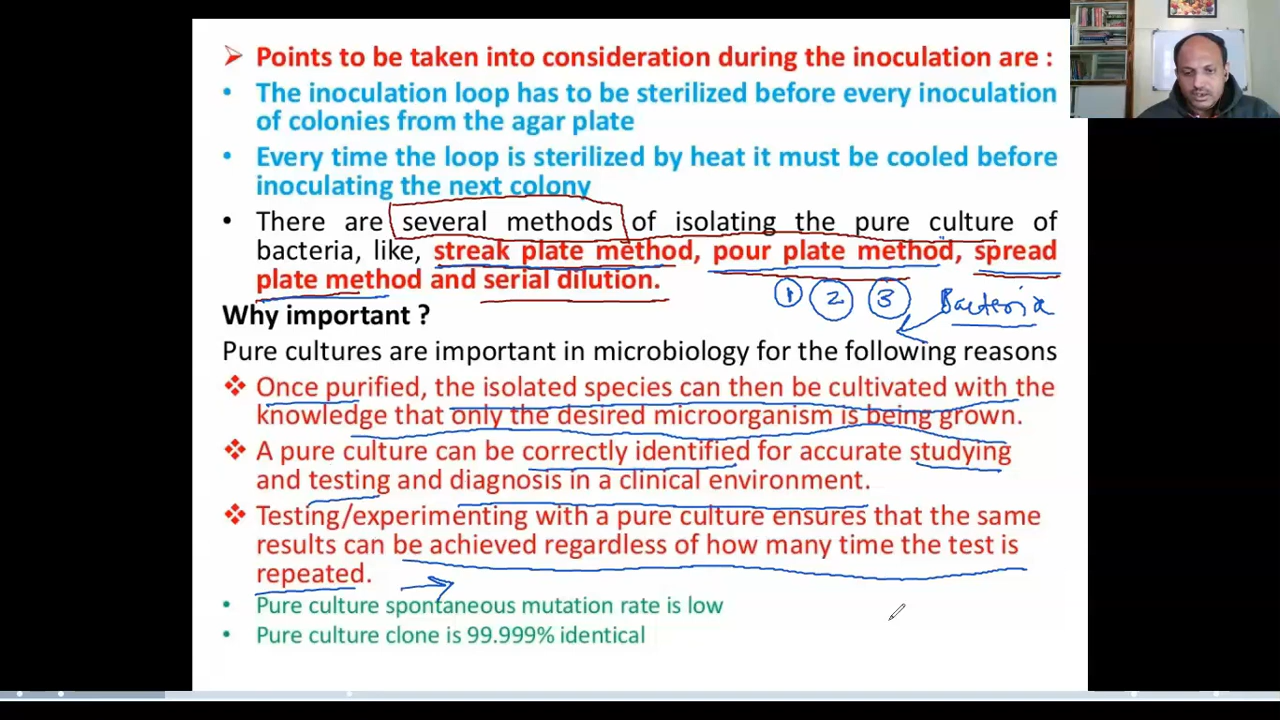 ➢ Points to be taken into consideration during the inoculation are :
• The inoculation loop has to be sterilized before every inoculation
of colonies from the agar plate
• Every time the loop is sterilized by heat it must be cooled before
inoculating the next colony
• There are several methods of isolating the pure culture of
bacteria, like, streak plate method, pour plate method, spread
plate method and serial dilution.
1 2 3 Bacteria
Why important ?
Pure cultures are important in microbiology for the following reasons
❖ Once purified, the isolated species can then be cultivated with the
knowledge that only the desired microorganism is being grown.
❖ A pure culture can be correctly identified for accurate studying
and testing and diagnosis in a clinical environment.
❖ Testing/experimenting with a pure culture ensures that the same
results can be achieved regardless of how many time the test is
repeated.
• Pure culture spontaneous mutation rate is low
• Pure culture clone is 99.999% identical